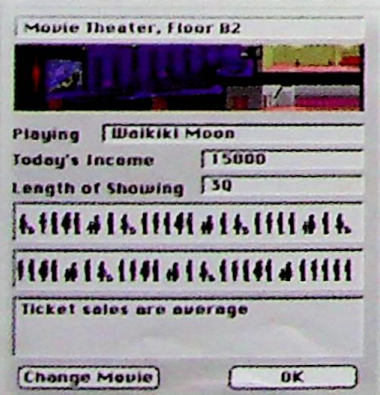 Movie Theater, Floor B2
Playing Waikiki Moon
Today's Income 15000
Length of Showing 3Q
Ticket sales are average
Change Movie OK